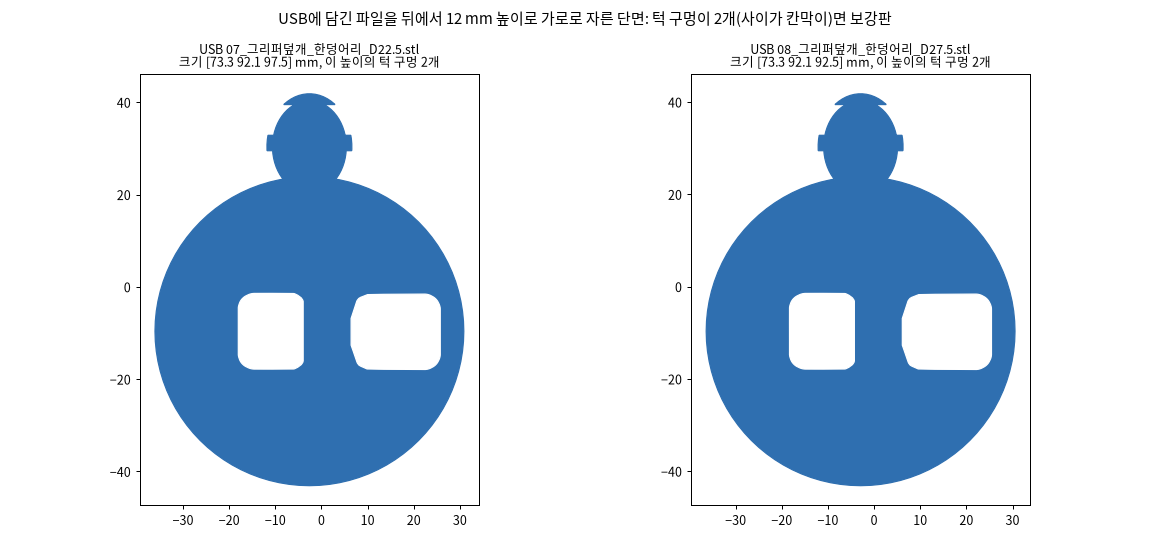 USB에 담긴 파일을 뒤에서 12 mm 높이로 가로로 자른 단면: 턱 구멍이 2개(사이가 칸막이)면 보강판
USB 07_그리퍼덮개_한덩어리_D22.5.stl
크기 [73.3 92.1 97.5] mm, 이 높이의 턱 구멍 2개
40
20
0
−20
−40
−30 −20 −10 0 10 20 30
USB 08_그리퍼덮개_한덩어리_D27.5.stl
크기 [73.3 92.1 92.5] mm, 이 높이의 턱 구멍 2개
40
20
0
−20
−40
−30 −20 −10 0 10 20 30